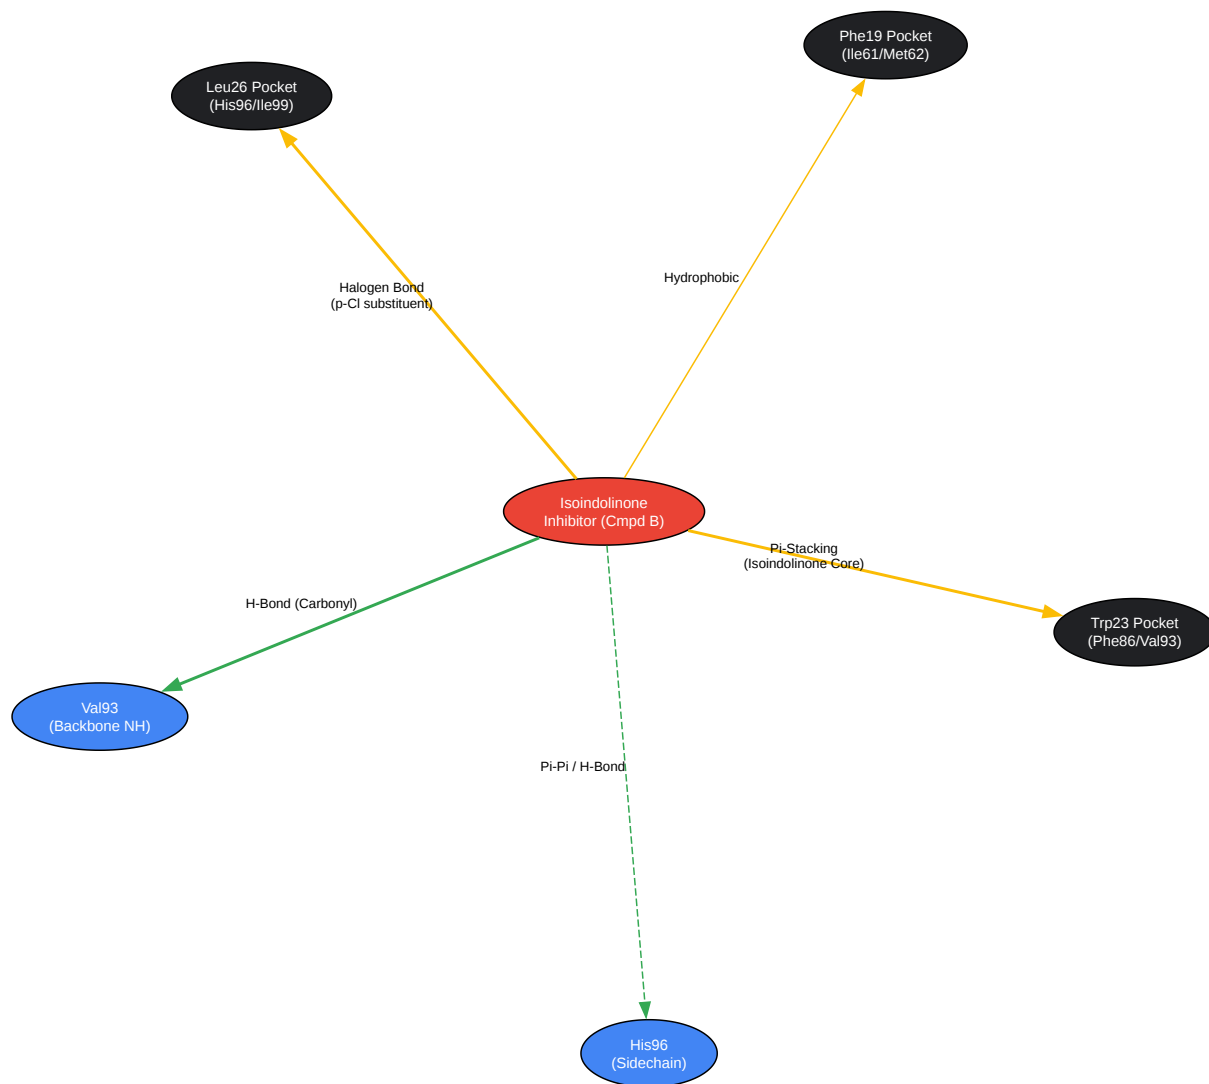 Phe19 Pocket
(Ile61/Met62)
Leu26 Pocket
(His96/Ile99)
Hydrophobic
Halogen Bond
(p-Cl substituent)
Isoindolinone
Inhibitor (Cmpd B)
Pi-Stacking
(Isoindolinone Core)
H-Bond (Carbonyl)
Trp23 Pocket
(Phe86/Val93)
Val93
(Backbone NH)
Pi-Pi / H-Bond
His96
(Sidechain)